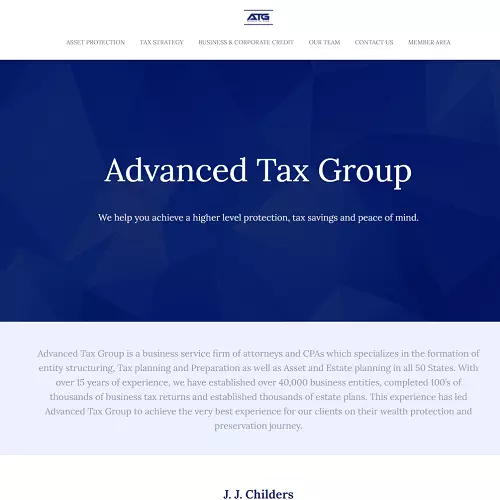 ATG
ASSET PROTECTION TAX STRATEGY BUSINESS & CORPORATE CREDIT OUR TEAM CONTACT US MEMBER AREA
Advanced Tax Group
We help you achieve a higher level protection, tax savings and peace of mind.
Advanced Tax Group is a business service firm of attorneys and CPAs which specializes in the formation of
entity structuring, Tax planning and Preparation as well as Asset and Estate planning in all 50 States. With
over 15 years of experience, we have established over 40,000 business entities, completed 100's of
thousands of business tax returns and established thousands of estate plans. This experience has led
Advanced Tax Group to achieve the very best experience for our clients on their wealth protection and
preservation journey.
J. J. Childers